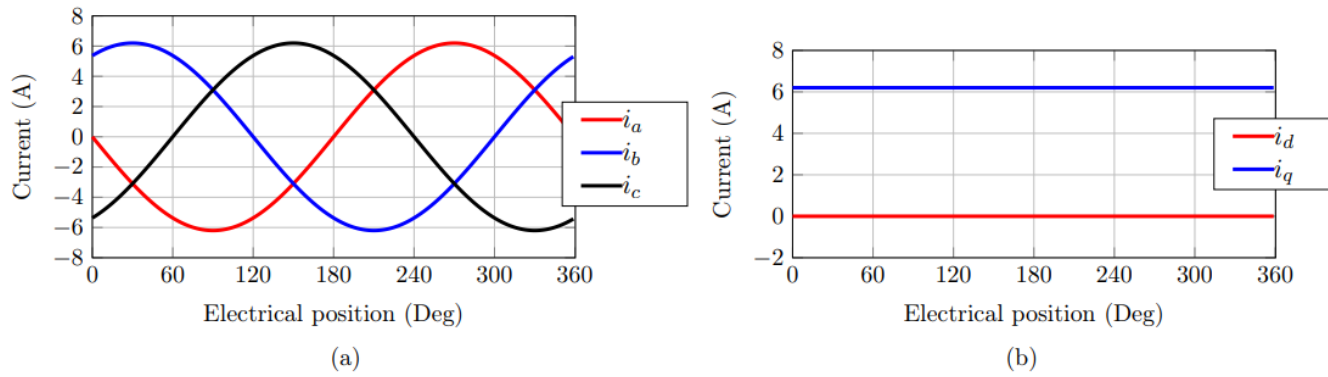 8
6
4
2
0
−2
−4
−6
−8
0 60 120 180 240 300 360
Current (A)
Electrical position (Deg)
i_a
i_b
i_c
(a)
8
6
4
2
0
−2
0 60 120 180 240 300 360
Current (A)
Electrical position (Deg)
i_d
i_q
(b)